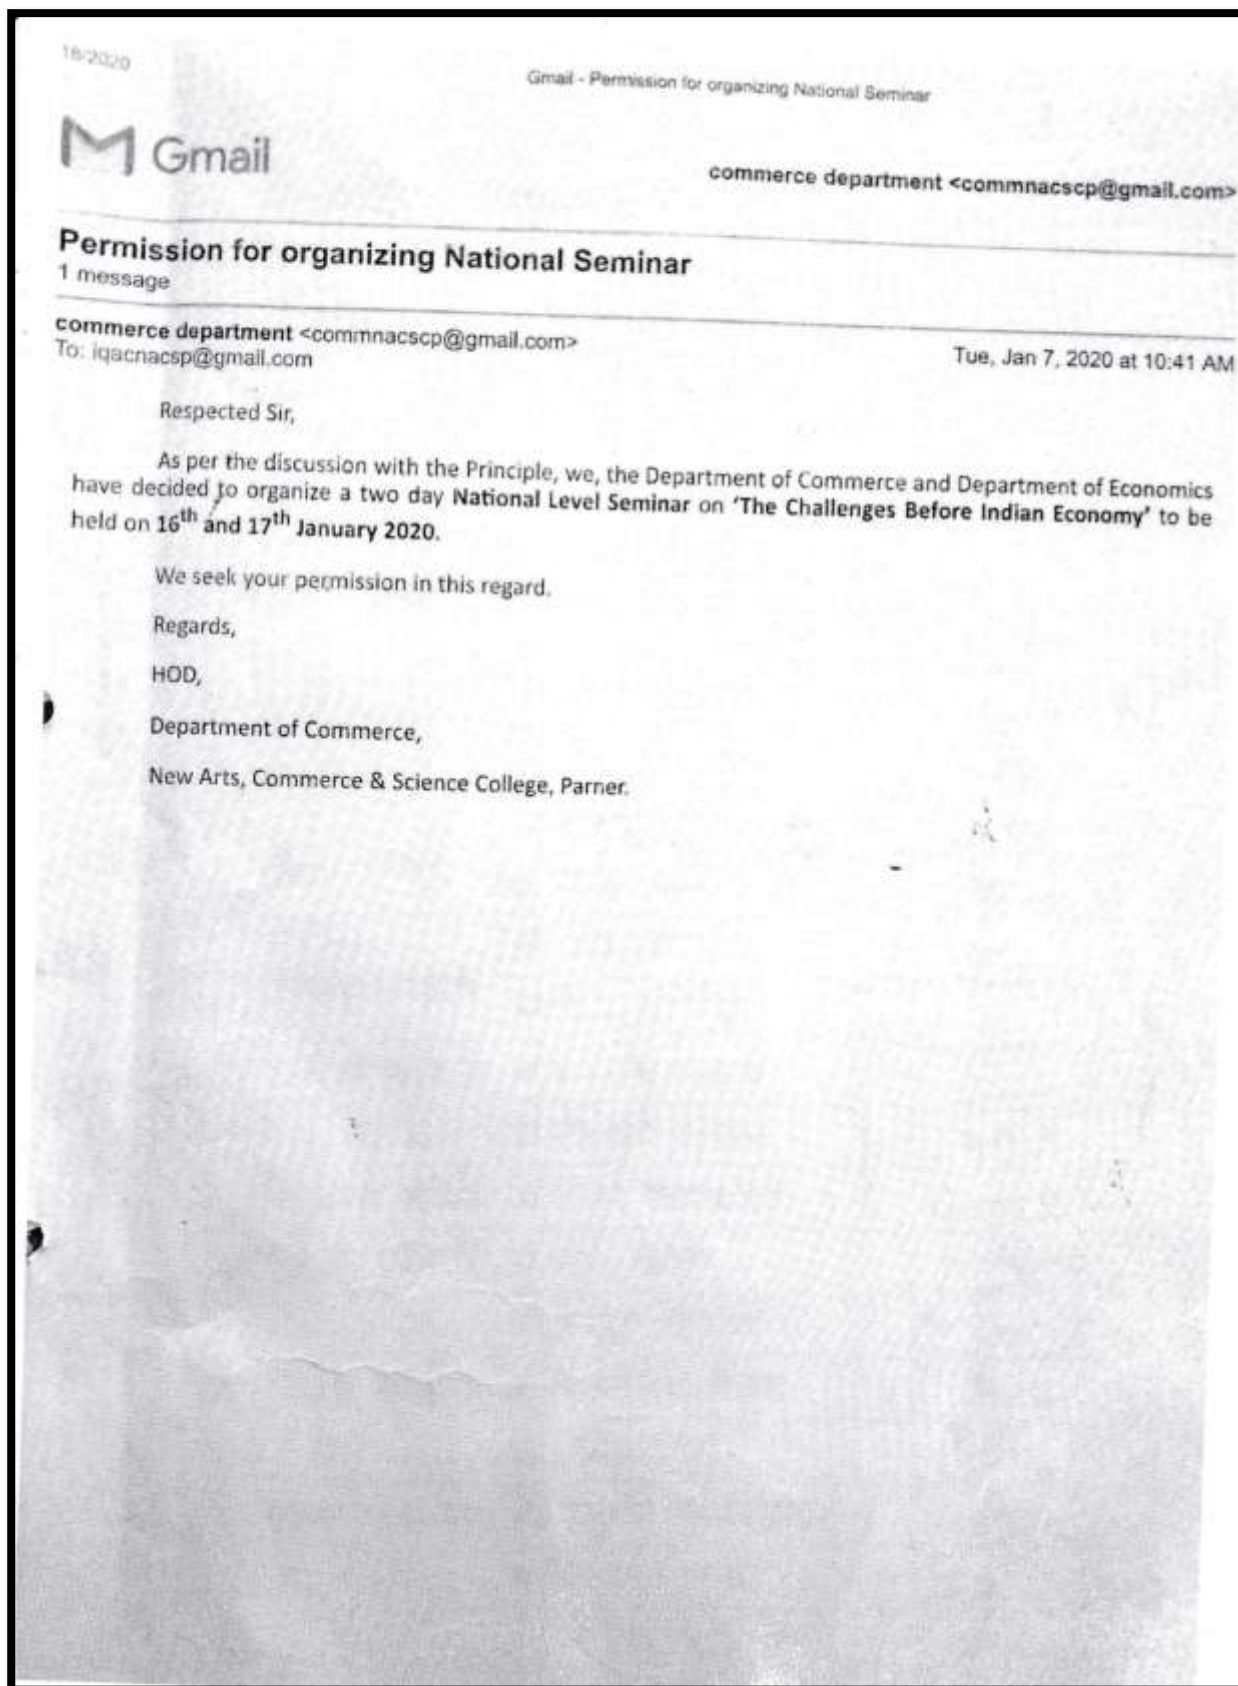 16/2020
Gmail - Permission for organizing National Seminar
Gmail
commerce department <commnacscp@gmail.com>
Permission for organizing National Seminar
1 message
commerce department <commnacscp@gmail.com>
To: iqacnacsp@gmail.com
Tue, Jan 7, 2020 at 10:41 AM
Respected Sir,
As per the discussion with the Principle, we, the Department of Commerce and Department of Economics
have decided to organize a two day National Level Seminar on ‘The Challenges Before Indian Economy’ to be
held on 16th and 17th January 2020.
We seek your permission in this regard.
Regards,
HOD,
Department of Commerce,
New Arts, Commerce & Science College, Parner.